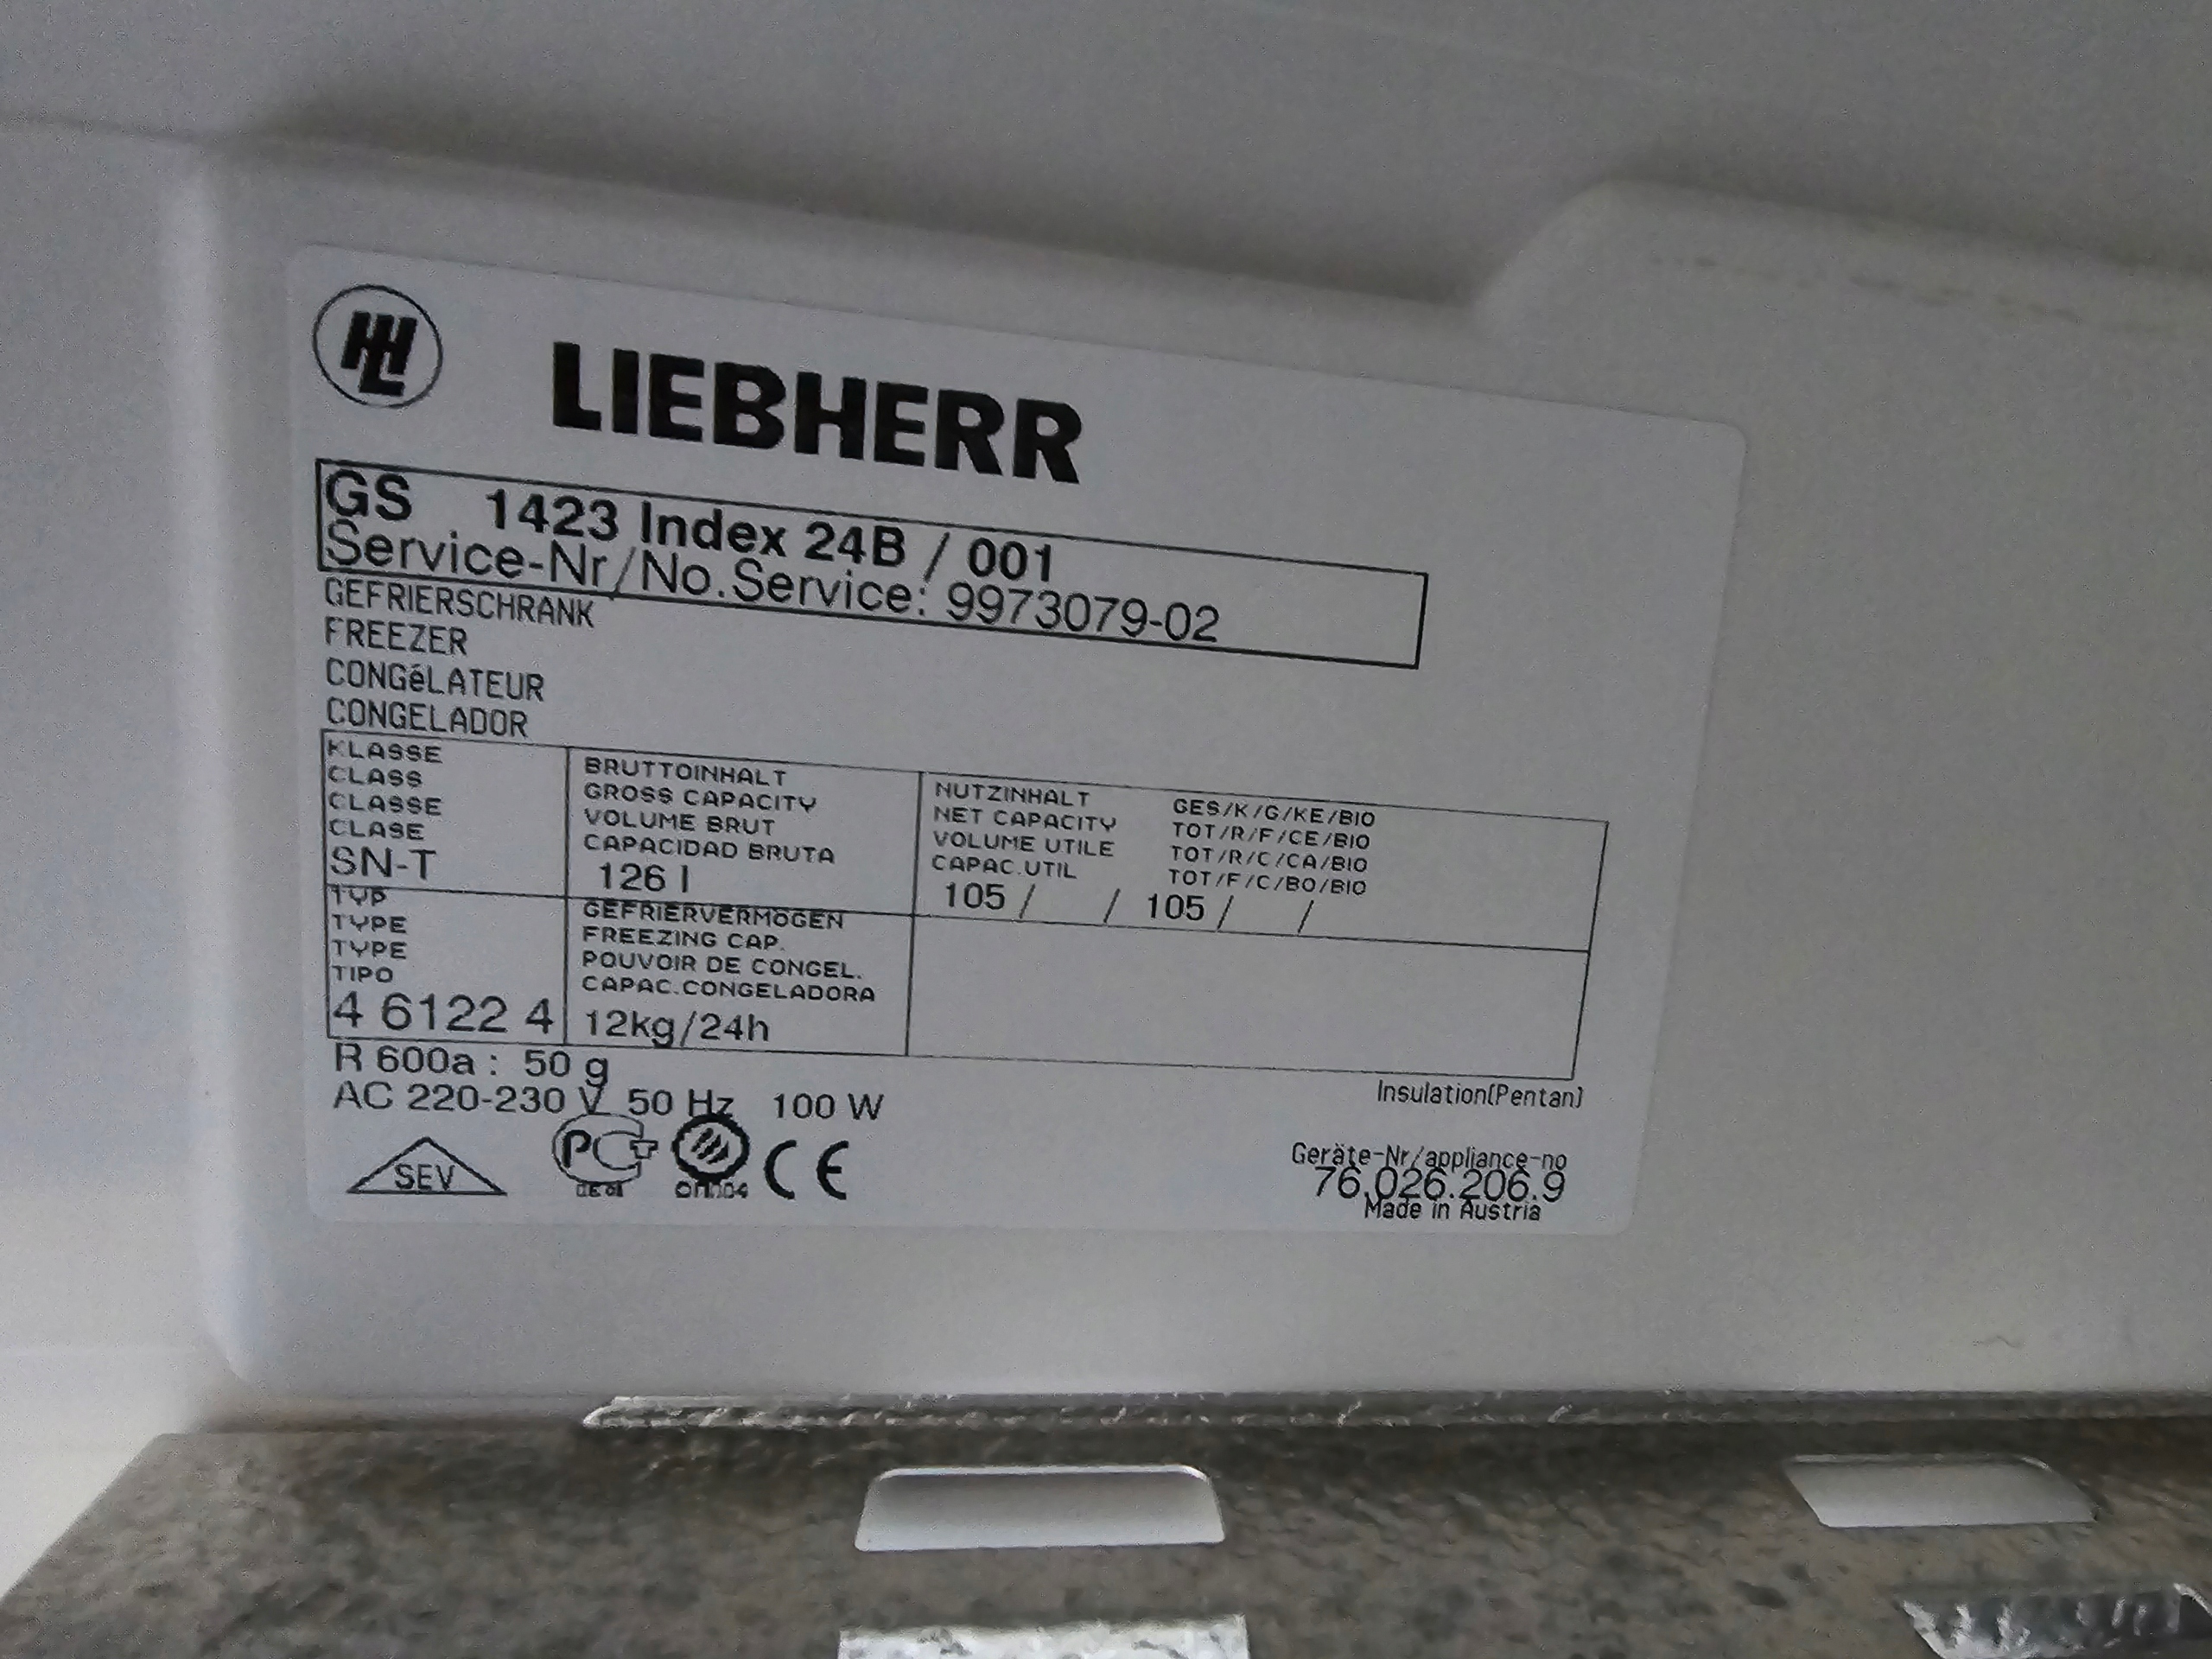 LIEBHERR
GS 1423 Index 24B / 001
Service-Nr/No.Service: 9973079-02
GEFRIERSCHRANK
FREEZER
CONGéLATEUR
CONGELADOR
KLASSE
CLASS
CLASSE
CLASE
SN-T
BRUTTOINHALT
GROSS CAPACITY
VOLUME BRUT
CAPACIDAD BRUTA
126 l
NUTZINHALT GES/K/G/KE/BIO
NET CAPACITY TOT/R/F/CE/BIO
VOLUME UTILE TOT/R/C/CA/BIO
CAPAC.UTIL TOT/F/C/BO/BIO
105 / / 105 / /
TYP
TYPE
TYPE
TIPO
4 6122 4
GEFRIERVERMöGEN
FREEZING CAP.
POUVOIR DE CONGEL.
CAPAC.CONGELADORA
12kg/24h
R 600a : 50 g
AC 220-230 V 50 Hz 100 W
Insulation(Pentan)
SEV PC CE
Geräte-Nr/appliance-no
76.026.206.9
Made in Austria